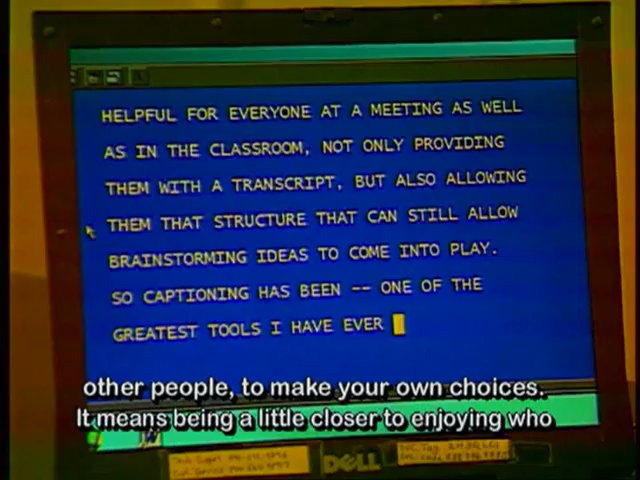 HELPFUL FOR EVERYONE AT A MEETING AS WELL
AS IN THE CLASSROOM, NOT ONLY PROVIDING
THEM WITH A TRANSCRIPT, BUT ALSO ALLOWING
THEM THAT STRUCTURE THAT CAN STILL ALLOW
BRAINSTORMING IDEAS TO COME INTO PLAY.
SO CAPTIONING HAS BEEN -- ONE OF THE
GREATEST TOOLS I HAVE EVER
other people, to make your own choices.
It means being a little closer to enjoying who
DELL